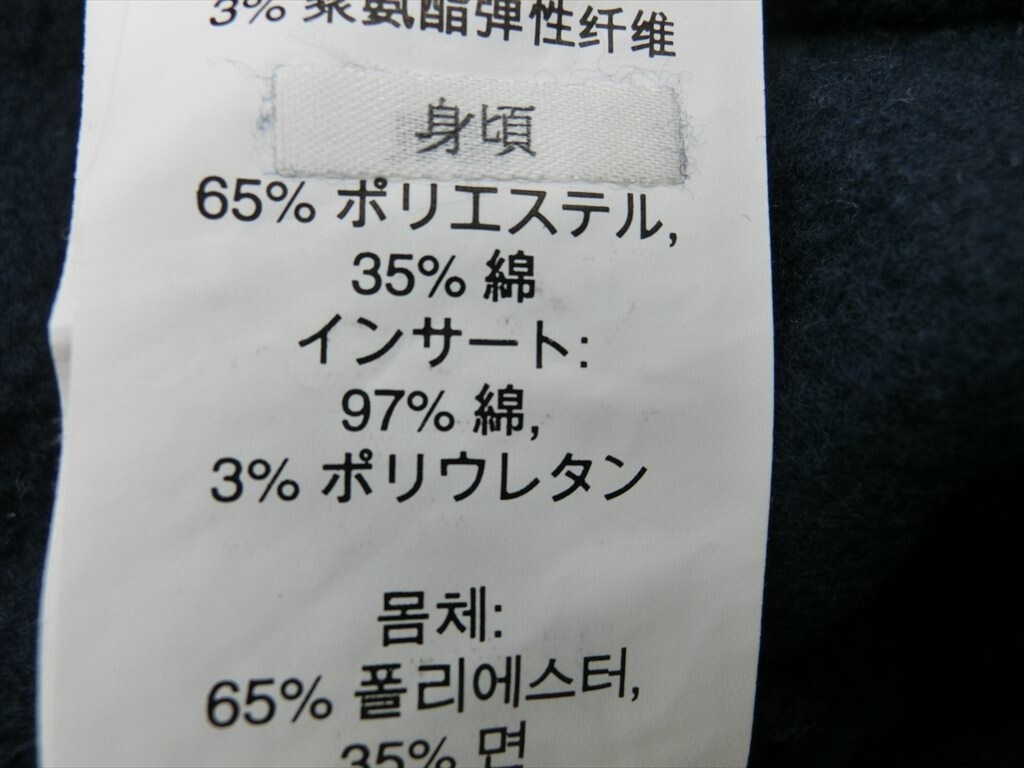 3% 聚氨酯弹性纤维
身頃
65% ポリエステル,
35% 綿
インサート:
97% 綿,
3% ポリウレタン
몸체:
65% 폴리에스터,
35% 면